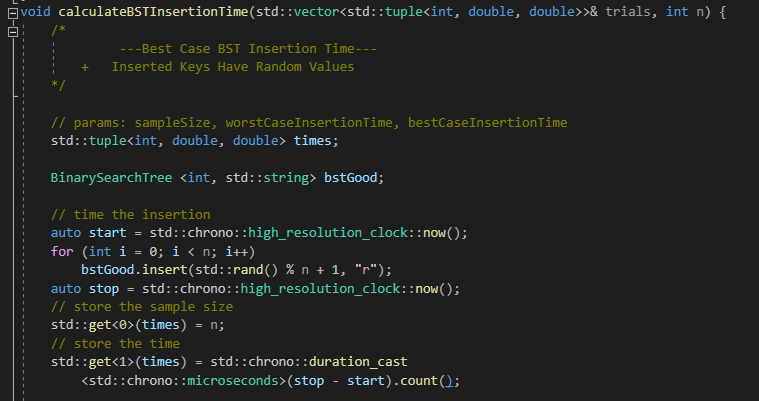 void calculateBSTInsertionTime(std::vector<std::tuple<int, double, double>>& trials, int n) {
/*
---Best Case BST Insertion Time---
+ Inserted Keys Have Random Values
*/
// params: sampleSize, worstCaseInsertionTime, bestCaseInsertionTime
std::tuple<int, double, double> times;
BinarySearchTree <int, std::string> bstGood;
// time the insertion
auto start = std::chrono::high_resolution_clock::now();
for (int i = 0; i < n; i++)
bstGood.insert(std::rand() % n + 1, "r");
auto stop = std::chrono::high_resolution_clock::now();
// store the sample size
std::get<0>(times) = n;
// store the time
std::get<1>(times) = std::chrono::duration_cast
<std::chrono::microseconds>(stop - start).count();